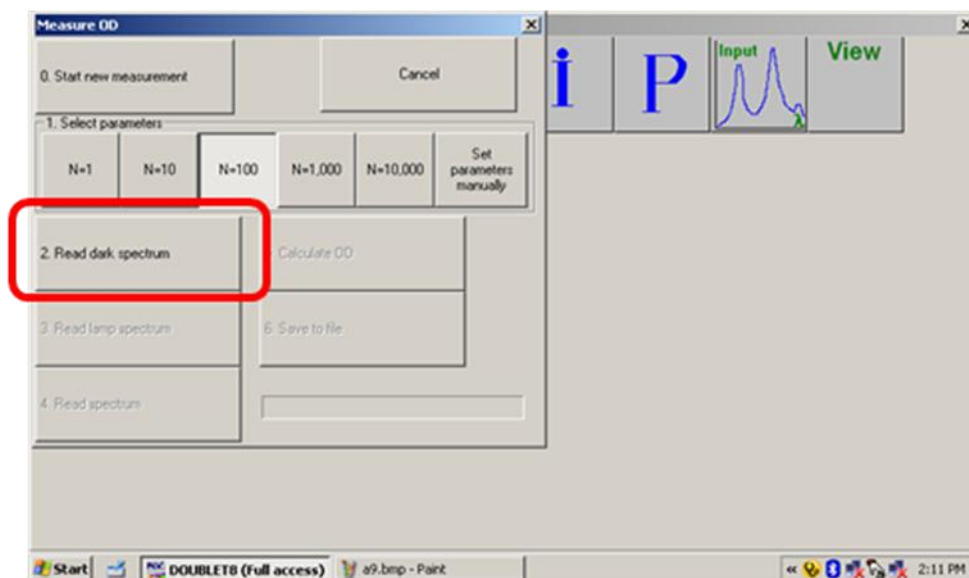 Measure OD
0. Start new measurement
Cancel
i P Input λ View
1. Select parameters
N=1 N=10 N=100 N=1,000 N=10,000 Set parameters manually
2. Read dark spectrum
Calculate OD
3. Read lamp spectrum
6. Save to file
4. Read spectrum
Start DOUBLET8 (Full access) a9.bmp - Paint « 2:11 PM